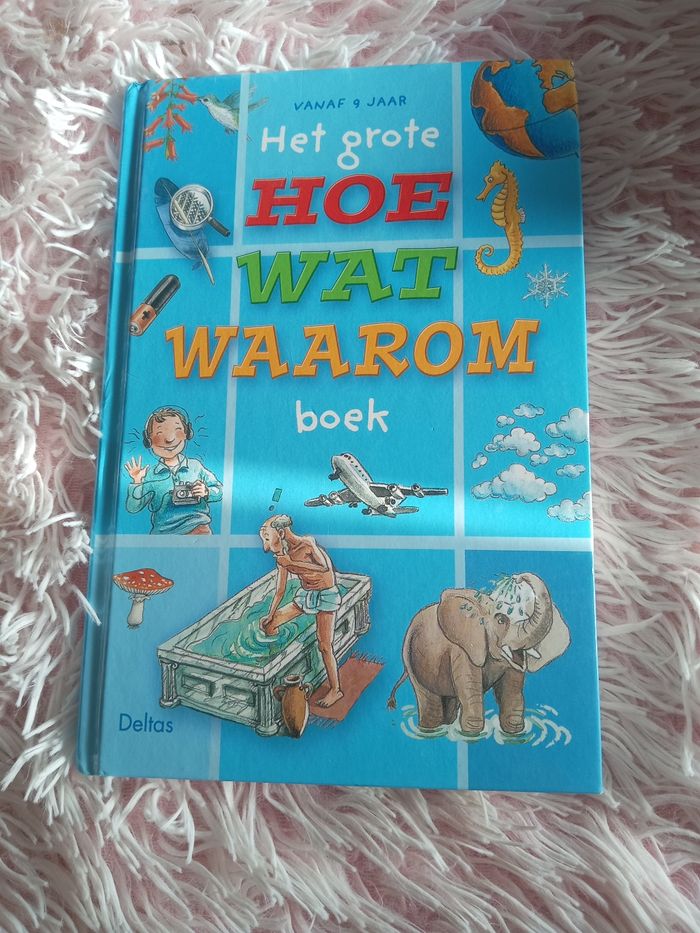 VANAF 9 JAAR
Het grote
HOE
WAT
WAAROM
boek
Deltas